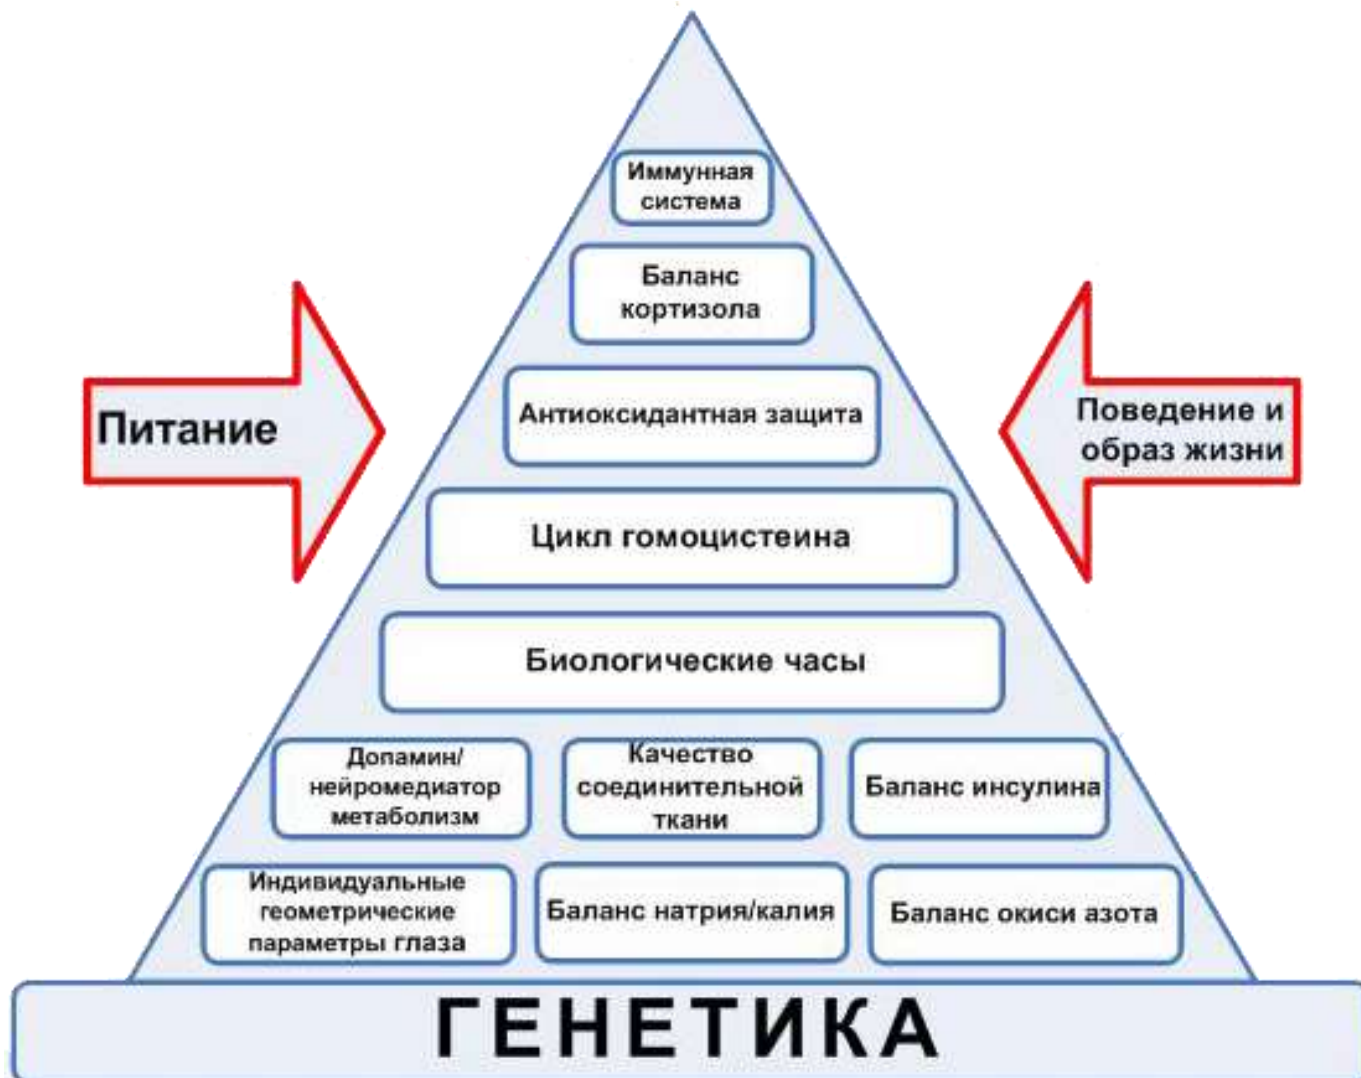 Иммунная
система
Баланс
кортизола
Антиоксидантная защита
Питание
Поведение и
образ жизни
Цикл гомоцистеина
Биологические часы
Допамин/
нейромедиатор
метаболизм
Качество
соединительной
ткани
Баланс инсулина
Индивидуальные
геометрические
параметры глаза
Баланс натрия/калия
Баланс окиси азота
ГЕНЕТИКА